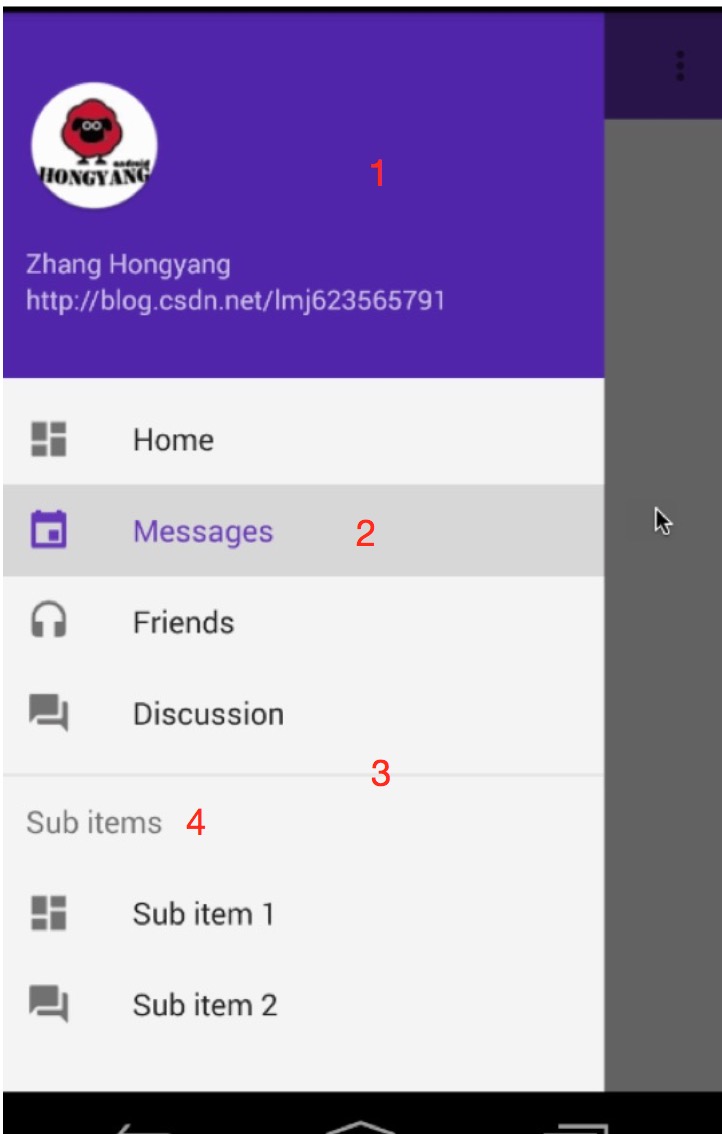 android
HONGYANG
1
Zhang Hongyang
http://blog.csdn.net/lmj623565791
Home
Messages 2
Friends
Discussion
3
Sub items 4
Sub item 1
Sub item 2